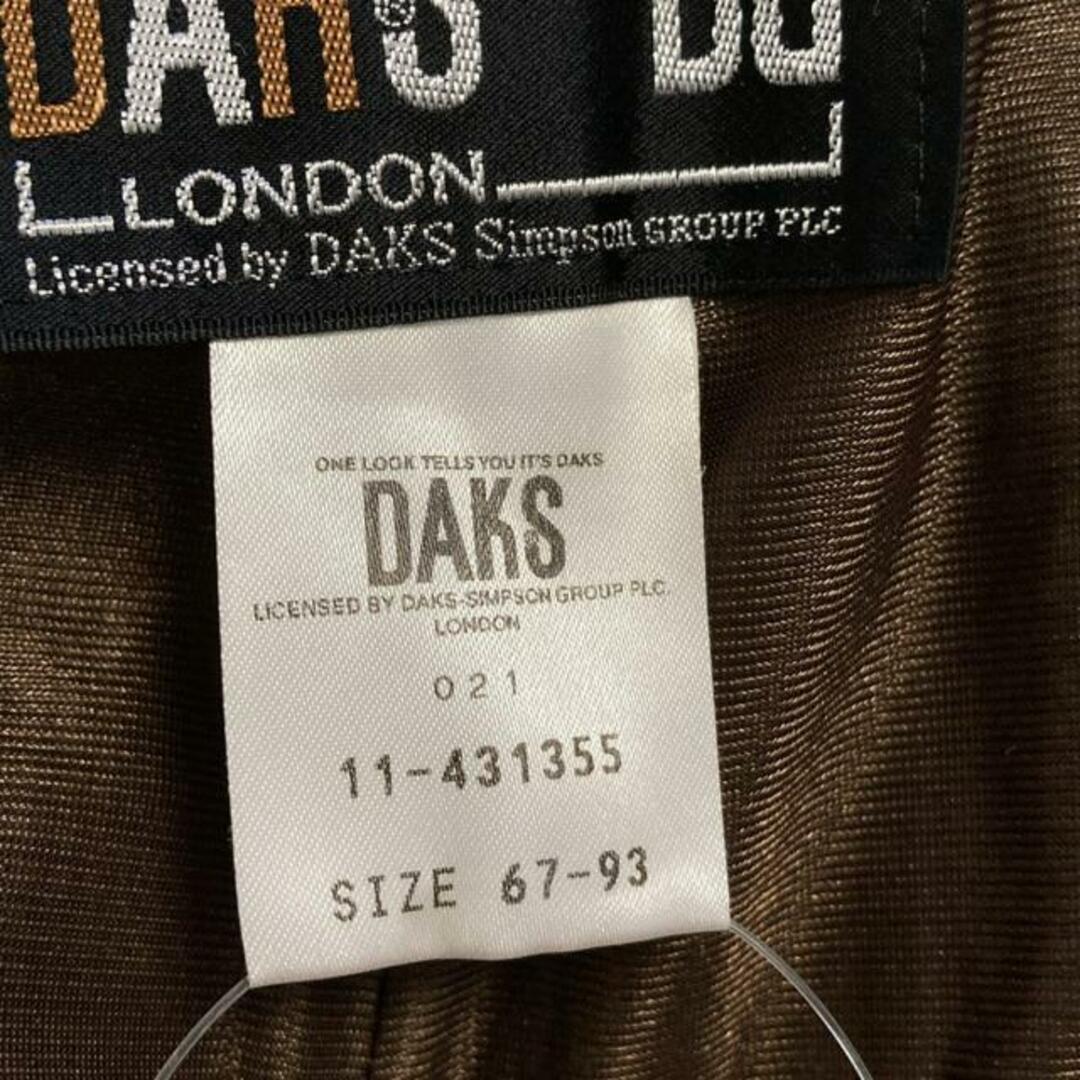 DAKS®
LONDON
Licensed by DAKS Simpson GROUP PLC
ONE LOOK TELLS YOU IT'S DAKS
DAKS
LICENSED BY DAKS-SIMPSON GROUP PLC
LONDON
021
11-431355
SIZE 67-93